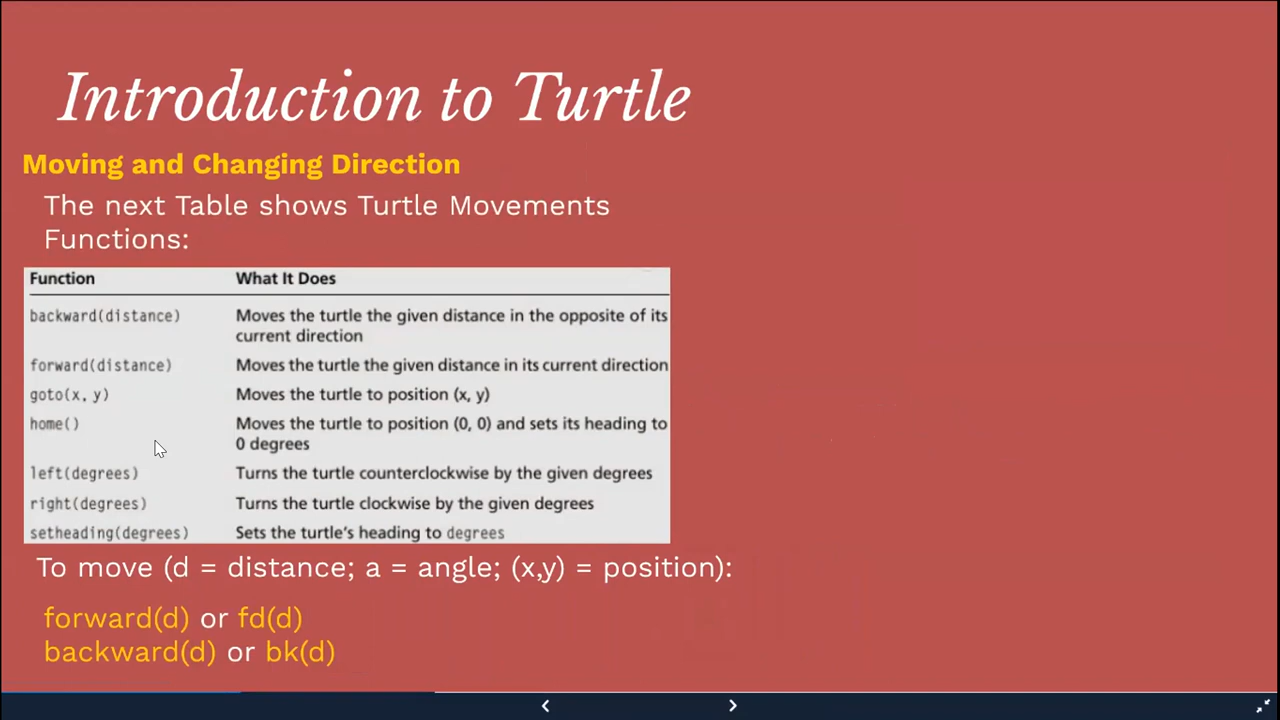 Introduction to Turtle
Moving and Changing Direction
The next Table shows Turtle Movements
Functions:
Function What It Does
backward(distance) Moves the turtle the given distance in the opposite of its
current direction
forward(distance) Moves the turtle the given distance in its current direction
goto(x, y) Moves the turtle to position (x, y)
home() Moves the turtle to position (0, 0) and sets its heading to
0 degrees
left(degrees) Turns the turtle counterclockwise by the given degrees
right(degrees) Turns the turtle clockwise by the given degrees
setheading(degrees) Sets the turtle's heading to degrees
To move (d = distance; a = angle; (x,y) = position):
forward(d) or fd(d)
backward(d) or bk(d)